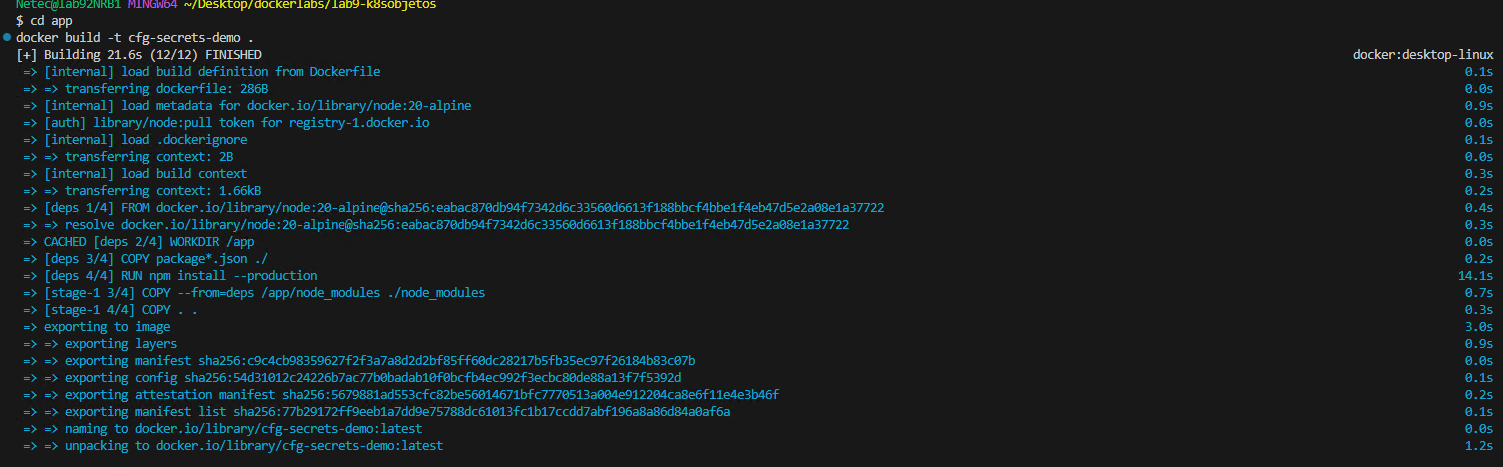 Netec@lab92NRB1 MINGW64 ~/Desktop/dockerlabs/lab9-k8sobjetos
$ cd app
docker build -t cfg-secrets-demo .
[+] Building 21.6s (12/12) FINISHED docker:desktop-linux
=> [internal] load build definition from Dockerfile 0.1s
=> => transferring dockerfile: 286B 0.0s
=> [internal] load metadata for docker.io/library/node:20-alpine 0.9s
=> [auth] library/node:pull token for registry-1.docker.io 0.0s
=> [internal] load .dockerignore 0.1s
=> => transferring context: 2B 0.0s
=> [internal] load build context 0.3s
=> => transferring context: 1.66kB 0.2s
=> [deps 1/4] FROM docker.io/library/node:20-alpine@sha256:eabac870db94f7342d6c33560d6613f188bbcf4bbe1f4eb47d5e2a08e1a37722 0.4s
=> => resolve docker.io/library/node:20-alpine@sha256:eabac870db94f7342d6c33560d6613f188bbcf4bbe1f4eb47d5e2a08e1a37722 0.3s
=> CACHED [deps 2/4] WORKDIR /app 0.0s
=> [deps 3/4] COPY package*.json ./ 0.2s
=> [deps 4/4] RUN npm install --production 14.1s
=> [stage-1 3/4] COPY --from=deps /app/node_modules ./node_modules 0.7s
=> [stage-1 4/4] COPY . . 0.3s
=> exporting to image 3.0s
=> => exporting layers 0.9s
=> => exporting manifest sha256:c9c4cb98359627f2f3a7a8d2d2bf85ff60dc28217b5fb35ec97f26184b83c07b 0.0s
=> => exporting config sha256:54d31012c24226b7ac77b0badab10f0bcfb4ec992f3ecbc80de88a13f7f5392d 0.1s
=> => exporting attestation manifest sha256:5679881ad553cfc82be56014671bfc7770513a004e912204ca8e6f11e4e3b46f 0.2s
=> => exporting manifest list sha256:77b29172ff9eeb1a7dd9e75788dc61013fc1b17ccdd7abf196a8a86d84a0af6a 0.1s
=> => naming to docker.io/library/cfg-secrets-demo:latest 0.0s
=> => unpacking to docker.io/library/cfg-secrets-demo:latest 1.2s